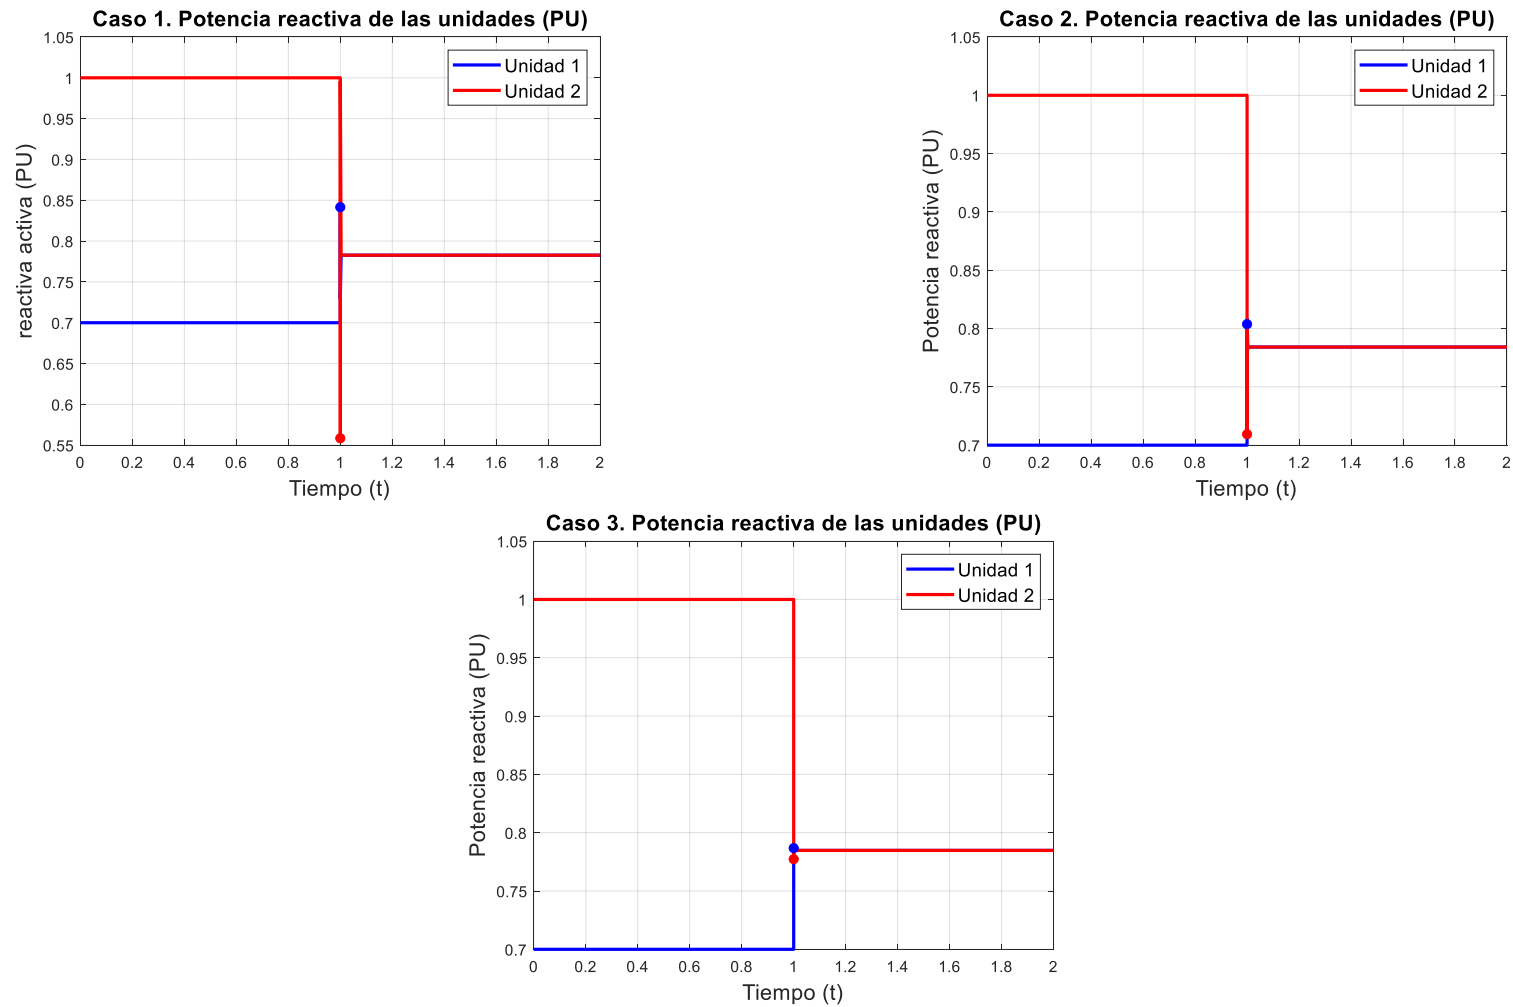 Caso 1. Potencia reactiva de las unidades (PU)
reactiva activa (PU)
1.05
1
0.95
0.9
0.85
0.8
0.75
0.7
0.65
0.6
0.55
Unidad 1
Unidad 2
0 0.2 0.4 0.6 0.8 1 1.2 1.4 1.6 1.8 2
Tiempo (t)
Caso 2. Potencia reactiva de las unidades (PU)
Potencia reactiva (PU)
1.05
1
0.95
0.9
0.85
0.8
0.75
0.7
Unidad 1
Unidad 2
0 0.2 0.4 0.6 0.8 1 1.2 1.4 1.6 1.8 2
Tiempo (t)
Caso 3. Potencia reactiva de las unidades (PU)
Potencia reactiva (PU)
1.05
1
0.95
0.9
0.85
0.8
0.75
0.7
Unidad 1
Unidad 2
0 0.2 0.4 0.6 0.8 1 1.2 1.4 1.6 1.8 2
Tiempo (t)